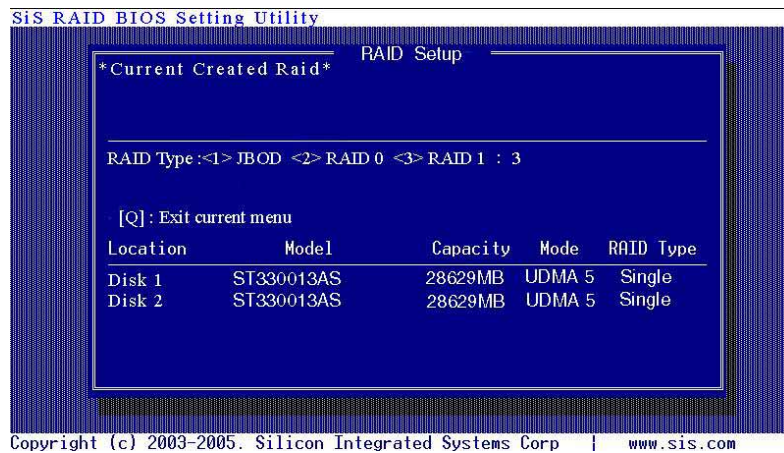 SiS RAID BIOS Setting Utility
RAID Setup
*Current Created Raid*
RAID Type :<1> JBOD <2> RAID 0 <3> RAID 1 : 3
[Q] : Exit current menu
Location Model Capacity Mode RAID Type
Disk 1 ST330013AS 28629MB UDMA 5 Single
Disk 2 ST330013AS 28629MB UDMA 5 Single
Copyright (c) 2003-2005. Silicon Integrated Systems Corp | www.sis.com